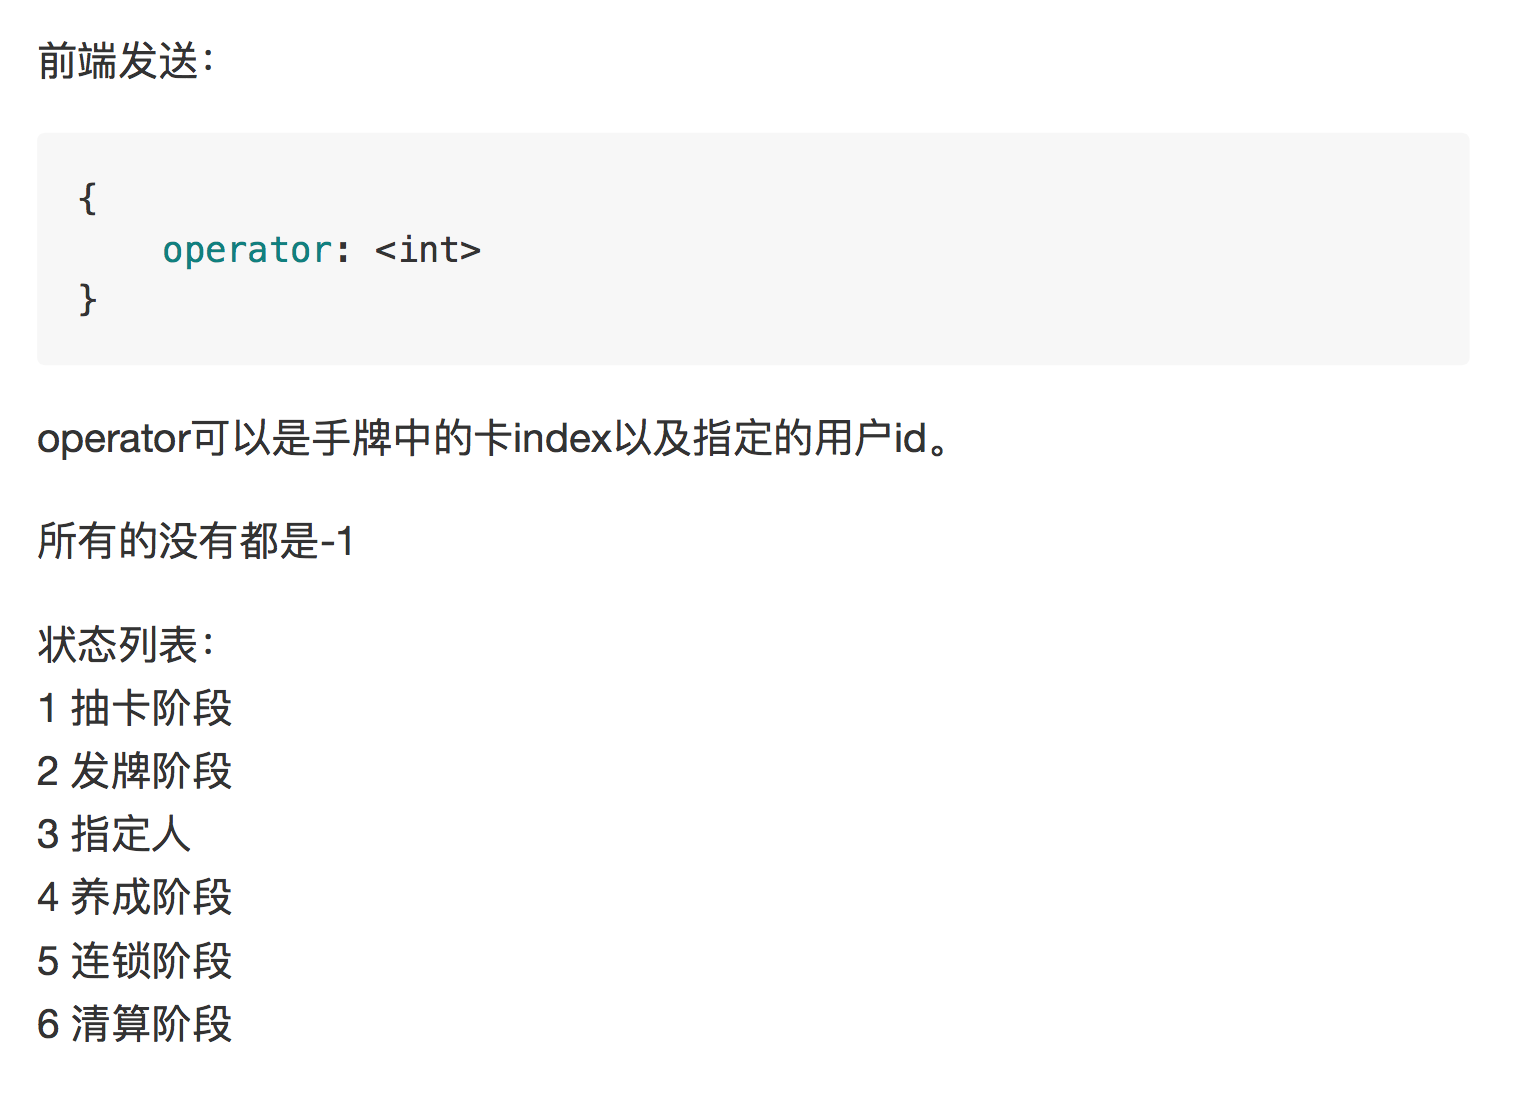 前端发送：
{
    operator: <int>
}
operator可以是手牌中的卡index以及指定的用户id。
所有的没有都是-1
状态列表：
1 抽卡阶段
2 发牌阶段
3 指定人
4 养成阶段
5 连锁阶段
6 清算阶段